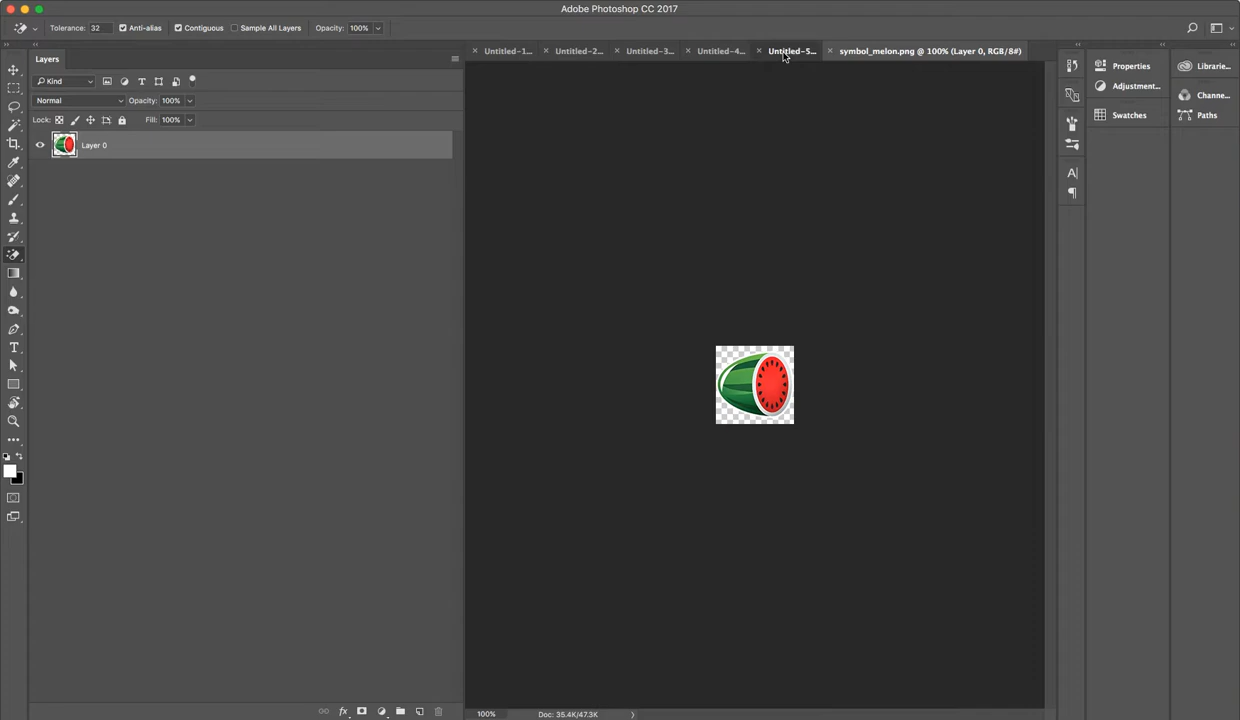 Adobe Photoshop CC 2017
Tolerance: 32 Anti-alias Contiguous Sample All Layers Opacity: 100%
Layers
Untitled-1... Untitled-2... Untitled-3... Untitled-4... Untitled-5... symbol_melon.png @ 100% (Layer 0, RGB/8#)
Properties
Librarie...
Kind
Adjustment...
Channe...
Normal Opacity: 100%
Swatches
Paths
Lock: Fill: 100%
Layer 0
100% Doc: 35.4K/47.3K